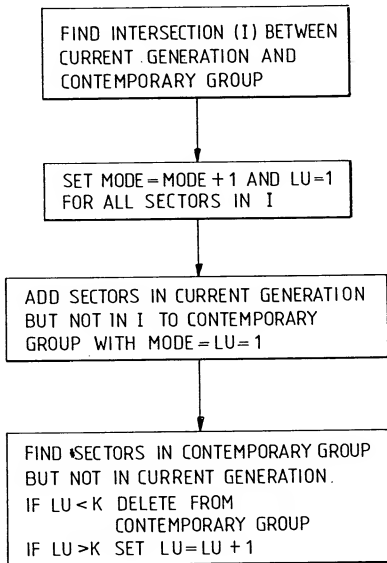 FIND INTERSECTION (I) BETWEEN
CURRENT GENERATION AND
CONTEMPORARY GROUP
SET MODE=MODE+1 AND LU=1
FOR ALL SECTORS IN I
ADD SECTORS IN CURRENT GENERATION
BUT NOT IN I TO CONTEMPORARY
GROUP WITH MODE=LU=1
FIND SECTORS IN CONTEMPORARY GROUP
BUT NOT IN CURRENT GENERATION.
IF LU<K DELETE FROM
CONTEMPORARY GROUP
IF LU>K SET LU=LU+1